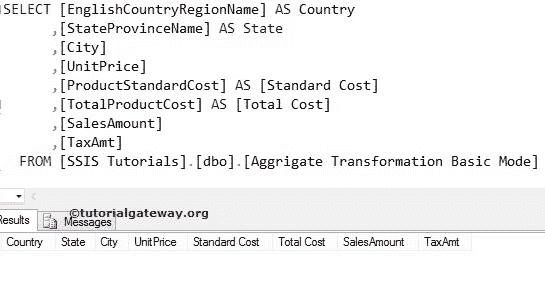 SELECT [EnglishCountryRegionName] AS Country
,[StateProvinceName] AS State
,[City]
,[UnitPrice]
,[ProductStandardCost] AS [Standard Cost]
,[TotalProductCost] AS [Total Cost]
,[SalesAmount]
,[TaxAmt]
FROM [SSIS Tutorials].[dbo].[Aggrigate Transformation Basic Mode]
©tutorialgateway.org
Results Messages
Country State City UnitPrice Standard Cost Total Cost SalesAmount TaxAmt